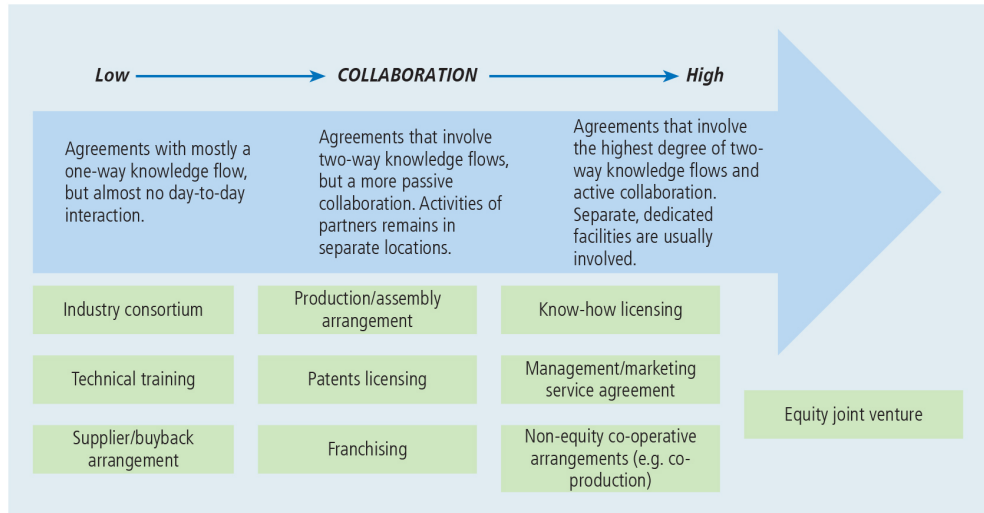 Low
COLLABORATION
High
Agreements with mostly a
one-way knowledge flow,
but almost no day-to-day
interaction.
Agreements that involve
two-way knowledge flows,
but a more passive
collaboration. Activities of
partners remains in
separate locations.
Agreements that involve
the highest degree of two-
way knowledge flows and
active collaboration.
Separate, dedicated
facilities are usually
involved.
Industry consortium
Production/assembly
arrangement
Know-how licensing
Technical training
Patents licensing
Management/marketing
service agreement
Supplier/buyback
arrangement
Franchising
Non-equity co-operative
arrangements (e.g. co-
production)
Equity joint venture